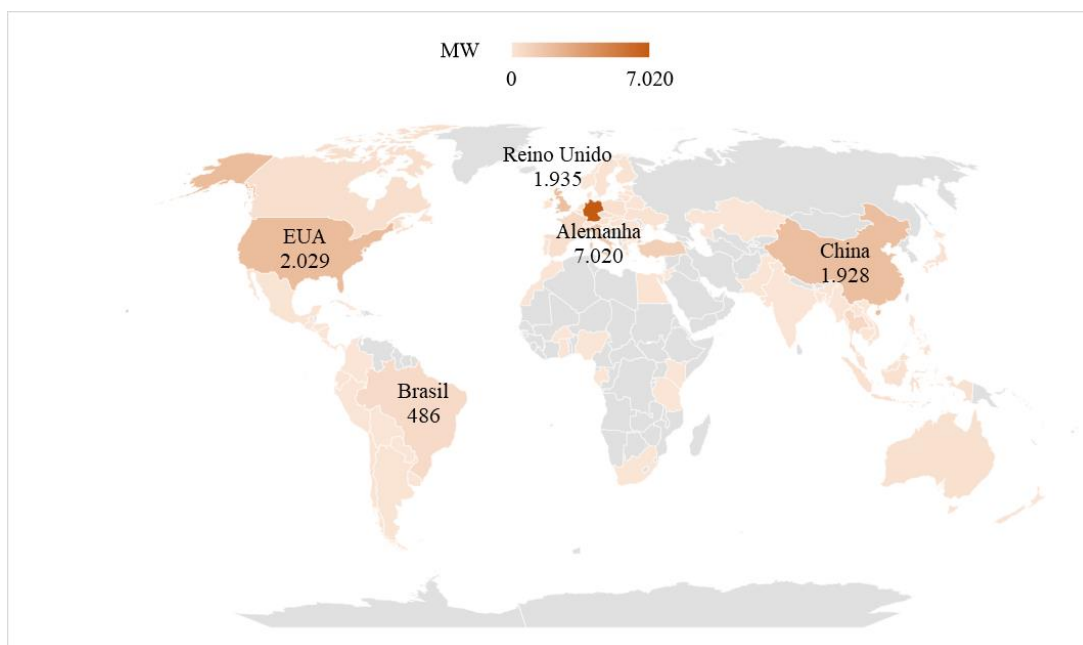 MW
0 7.020
Reino Unido
1.935
EUA
2.029
Alemanha
7.020
China
1.928
Brasil
486